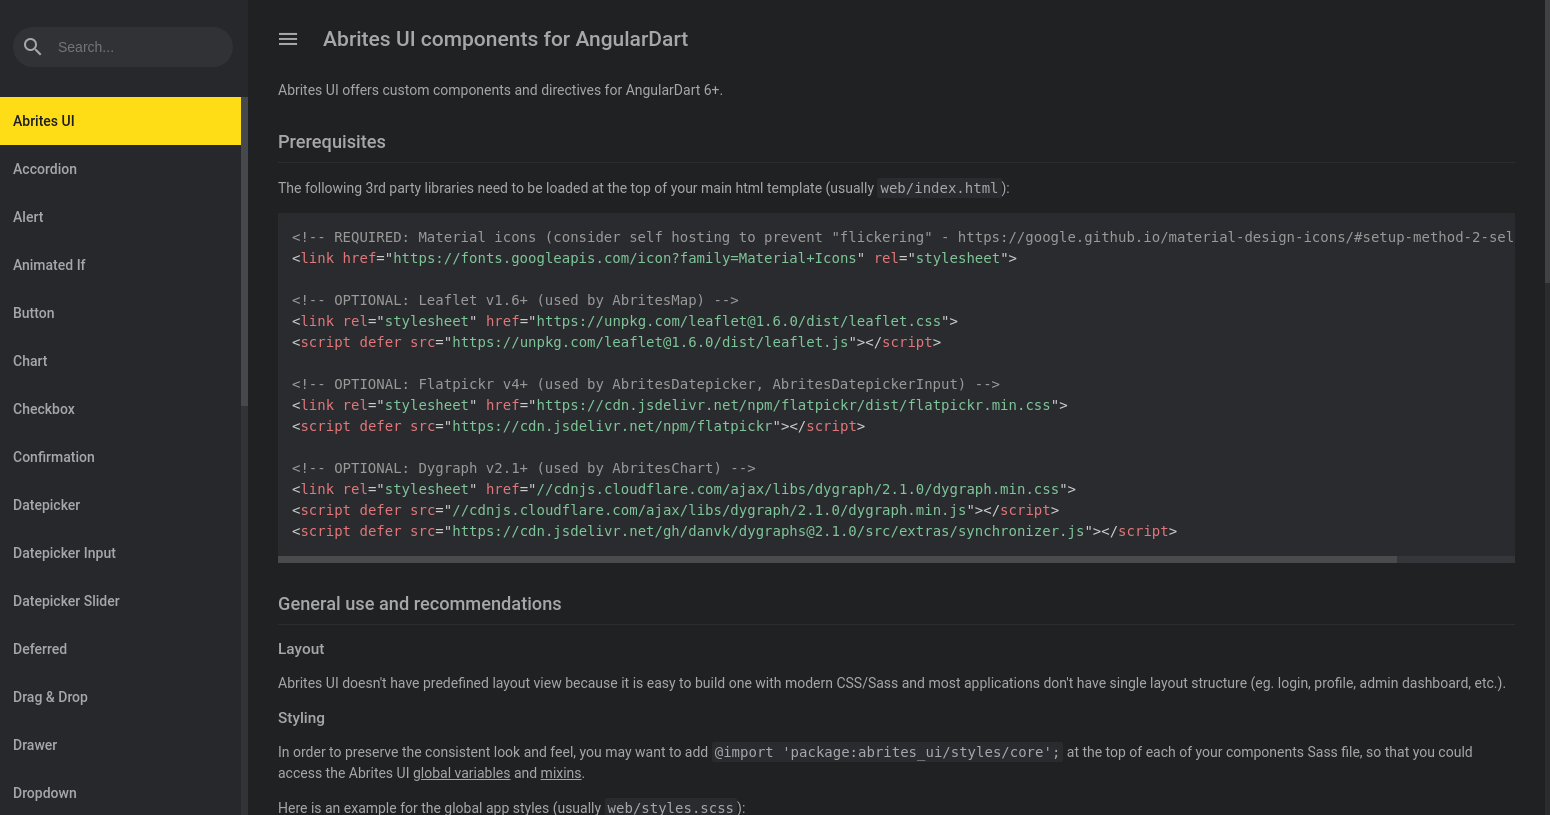 Search...
Abrites UI
Accordion
Alert
Animated If
Button
Chart
Checkbox
Confirmation
Datepicker
Datepicker Input
Datepicker Slider
Deferred
Drag & Drop
Drawer
Dropdown
Abrites UI components for AngularDart
Abrites UI offers custom components and directives for AngularDart 6+.
Prerequisites
The following 3rd party libraries need to be loaded at the top of your main html template (usually web/index.html):
<!-- REQUIRED: Material icons (consider self hosting to prevent "flickering" - https://google.github.io/material-design-icons/#setup-method-2-sel
<link href="https://fonts.googleapis.com/icon?family=Material+Icons" rel="stylesheet">
<!-- OPTIONAL: Leaflet v1.6+ (used by AbritesMap) -->
<link rel="stylesheet" href="https://unpkg.com/leaflet@1.6.0/dist/leaflet.css">
<script defer src="https://unpkg.com/leaflet@1.6.0/dist/leaflet.js"></script>
<!-- OPTIONAL: Flatpickr v4+ (used by AbritesDatepicker, AbritesDatepickerInput) -->
<link rel="stylesheet" href="https://cdn.jsdelivr.net/npm/flatpickr/dist/flatpickr.min.css">
<script defer src="https://cdn.jsdelivr.net/npm/flatpickr"></script>
<!-- OPTIONAL: Dygraph v2.1+ (used by AbritesChart) -->
<link rel="stylesheet" href="//cdnjs.cloudflare.com/ajax/libs/dygraph/2.1.0/dygraph.min.css">
<script defer src="//cdnjs.cloudflare.com/ajax/libs/dygraph/2.1.0/dygraph.min.js"></script>
<script defer src="https://cdn.jsdelivr.net/gh/danvk/dygraphs@2.1.0/src/extras/synchronizer.js"></script>
General use and recommendations
Layout
Abrites UI doesn't have predefined layout view because it is easy to build one with modern CSS/Sass and most applications don't have single layout structure (eg. login, profile, admin dashboard, etc.).
Styling
In order to preserve the consistent look and feel, you may want to add @import 'package:abrites_ui/styles/core'; at the top of each of your components Sass file, so that you could
access the Abrites UI global variables and mixins.
Here is an example for the global app styles (usually web/styles.scss):